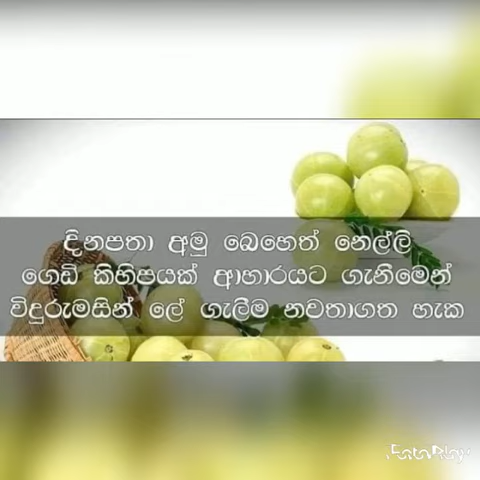 දිනපතා අමු බෙහෙත් නෙල්ලි
ගෙඩි කිහිපයක් ආහාරයට ගැනීමෙන්
විදුරුමසින් ලේ ගැලීම නවතාගත හැක